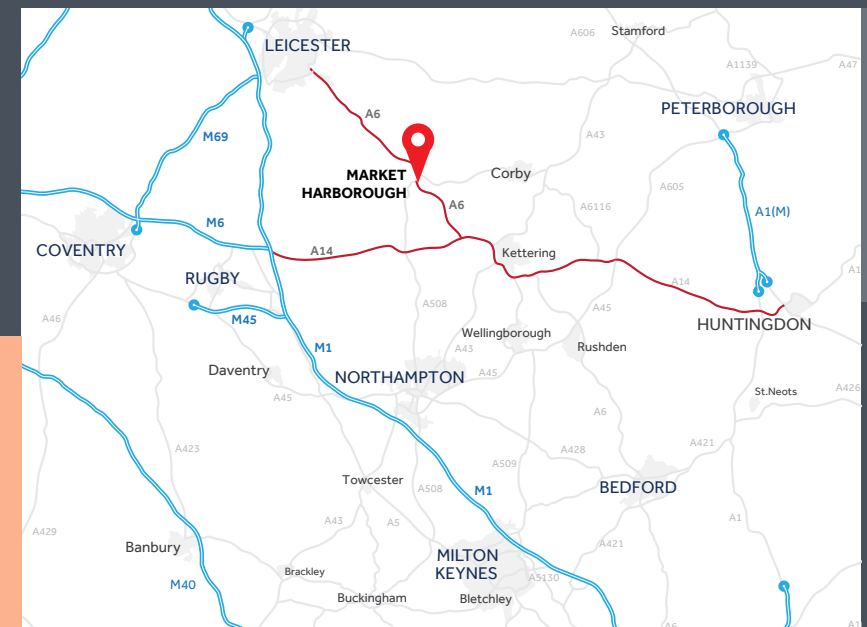 A606
Stamford
LEICESTER
A1139
A47
PETERBOROUGH
A6
M69
A43
MARKET
HARBOROUGH
Corby
A605
A6
A6116
A1(M)
M6
COVENTRY
A14
Kettering
A1
RUGBY
A14
A508
A45
M45
A46
HUNTINGDON
Wellingborough
M1
A43
Rushden
Daventry
NORTHAMPTON
A45
St.Neots
A426
A45
A6
A423
A421
A428
A509
Towcester
A508
M1
BEDFORD
A43
A5
A1
A429
Banbury
A421
MILTON
KEYNES
Brackley
A5130
M40
Buckingham
Bletchley
A6
A1